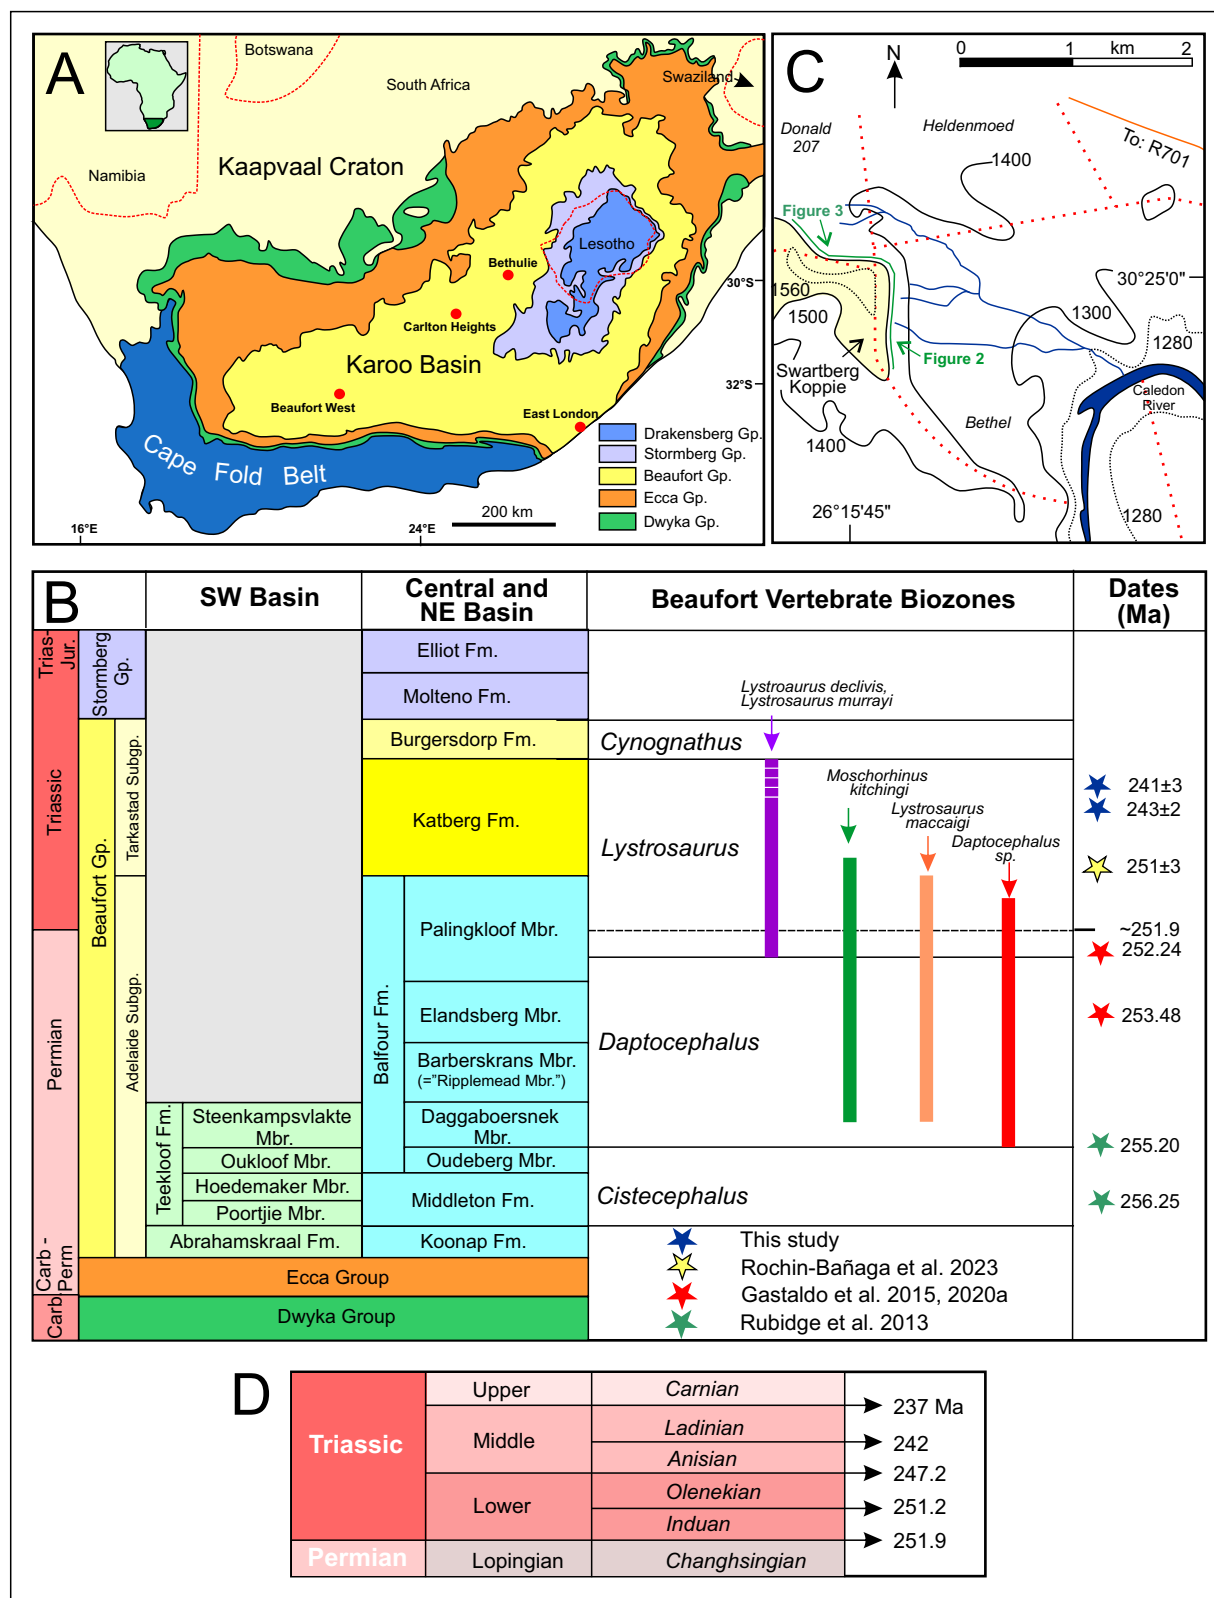 A
Botswana
South Africa
Swaziland
Namibia
Kaapvaal Craton
Lesotho
Bethulie
30°S
Carlton Heights
Karoo Basin
32°S
Beaufort West
East London
Cape Fold Belt
Drakensberg Gp.
Stormberg Gp.
Beaufort Gp.
Ecca Gp.
Dwyka Gp.
200 km
16°E
24°E
C
N
0 1 km 2
Donald
207
Heldenmoed
To: R701
1400
Figure 3
30°25'0"
1560
1500
1300
1280
Swartberg
Koppie
Figure 2
Caledon
River
Bethel
1400
26°15'45"
1280
B
SW Basin
Central and
NE Basin
Beaufort Vertebrate Biozones
Dates
(Ma)
Trias-
Jur.
Stormberg
Gp.
Elliot Fm.
Molteno Fm.
Lystroaurus declivis,
Lystrosaurus murrayi
Triassic
Beaufort Gp.
Tarkastad Subgp.
Burgersdorp Fm.
Cynognathus
Katberg Fm.
Lystrosaurus
Moschorhinus
kitchingi
Lystrosaurus
maccaigi
Daptocephalus
sp.
241±3
243±2
251±3
~251.9
252.24
253.48
255.20
256.25
Permian
Adelaide Subgp.
Balfour Fm.
Palingkloof Mbr.
Elandsberg Mbr.
Barberskrans Mbr.
(="Ripplemead Mbr.")
Daptocephalus
Teekloof Fm.
Steenkampsvlakte
Mbr.
Daggaboersnek
Mbr.
Oukloof Mbr.
Oudeberg Mbr.
Hoedemaker Mbr.
Middleton Fm.
Poortjie Mbr.
Cistecephalus
Carb -
Perm
Abrahamskraal Fm.
Koonap Fm.
Ecca Group
Carb
Dwyka Group
This study
Rochin-Bañaga et al. 2023
Gastaldo et al. 2015, 2020a
Rubidge et al. 2013
D
Triassic
Upper
Carnian
237 Ma
Middle
Ladinian
242
Anisian
247.2
Lower
Olenekian
251.2
Induan
251.9
Permian
Lopingian
Changhsingian